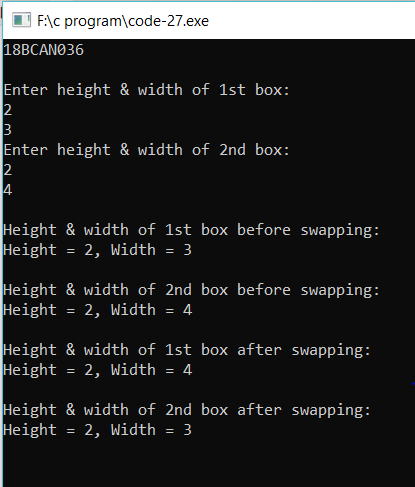 F:\c program\code-27.exe
18BCAN036
Enter height & width of 1st box:
2
3
Enter height & width of 2nd box:
2
4
Height & width of 1st box before swapping:
Height = 2, Width = 3
Height & width of 2nd box before swapping:
Height = 2, Width = 4
Height & width of 1st box after swapping:
Height = 2, Width = 4
Height & width of 2nd box after swapping:
Height = 2, Width = 3